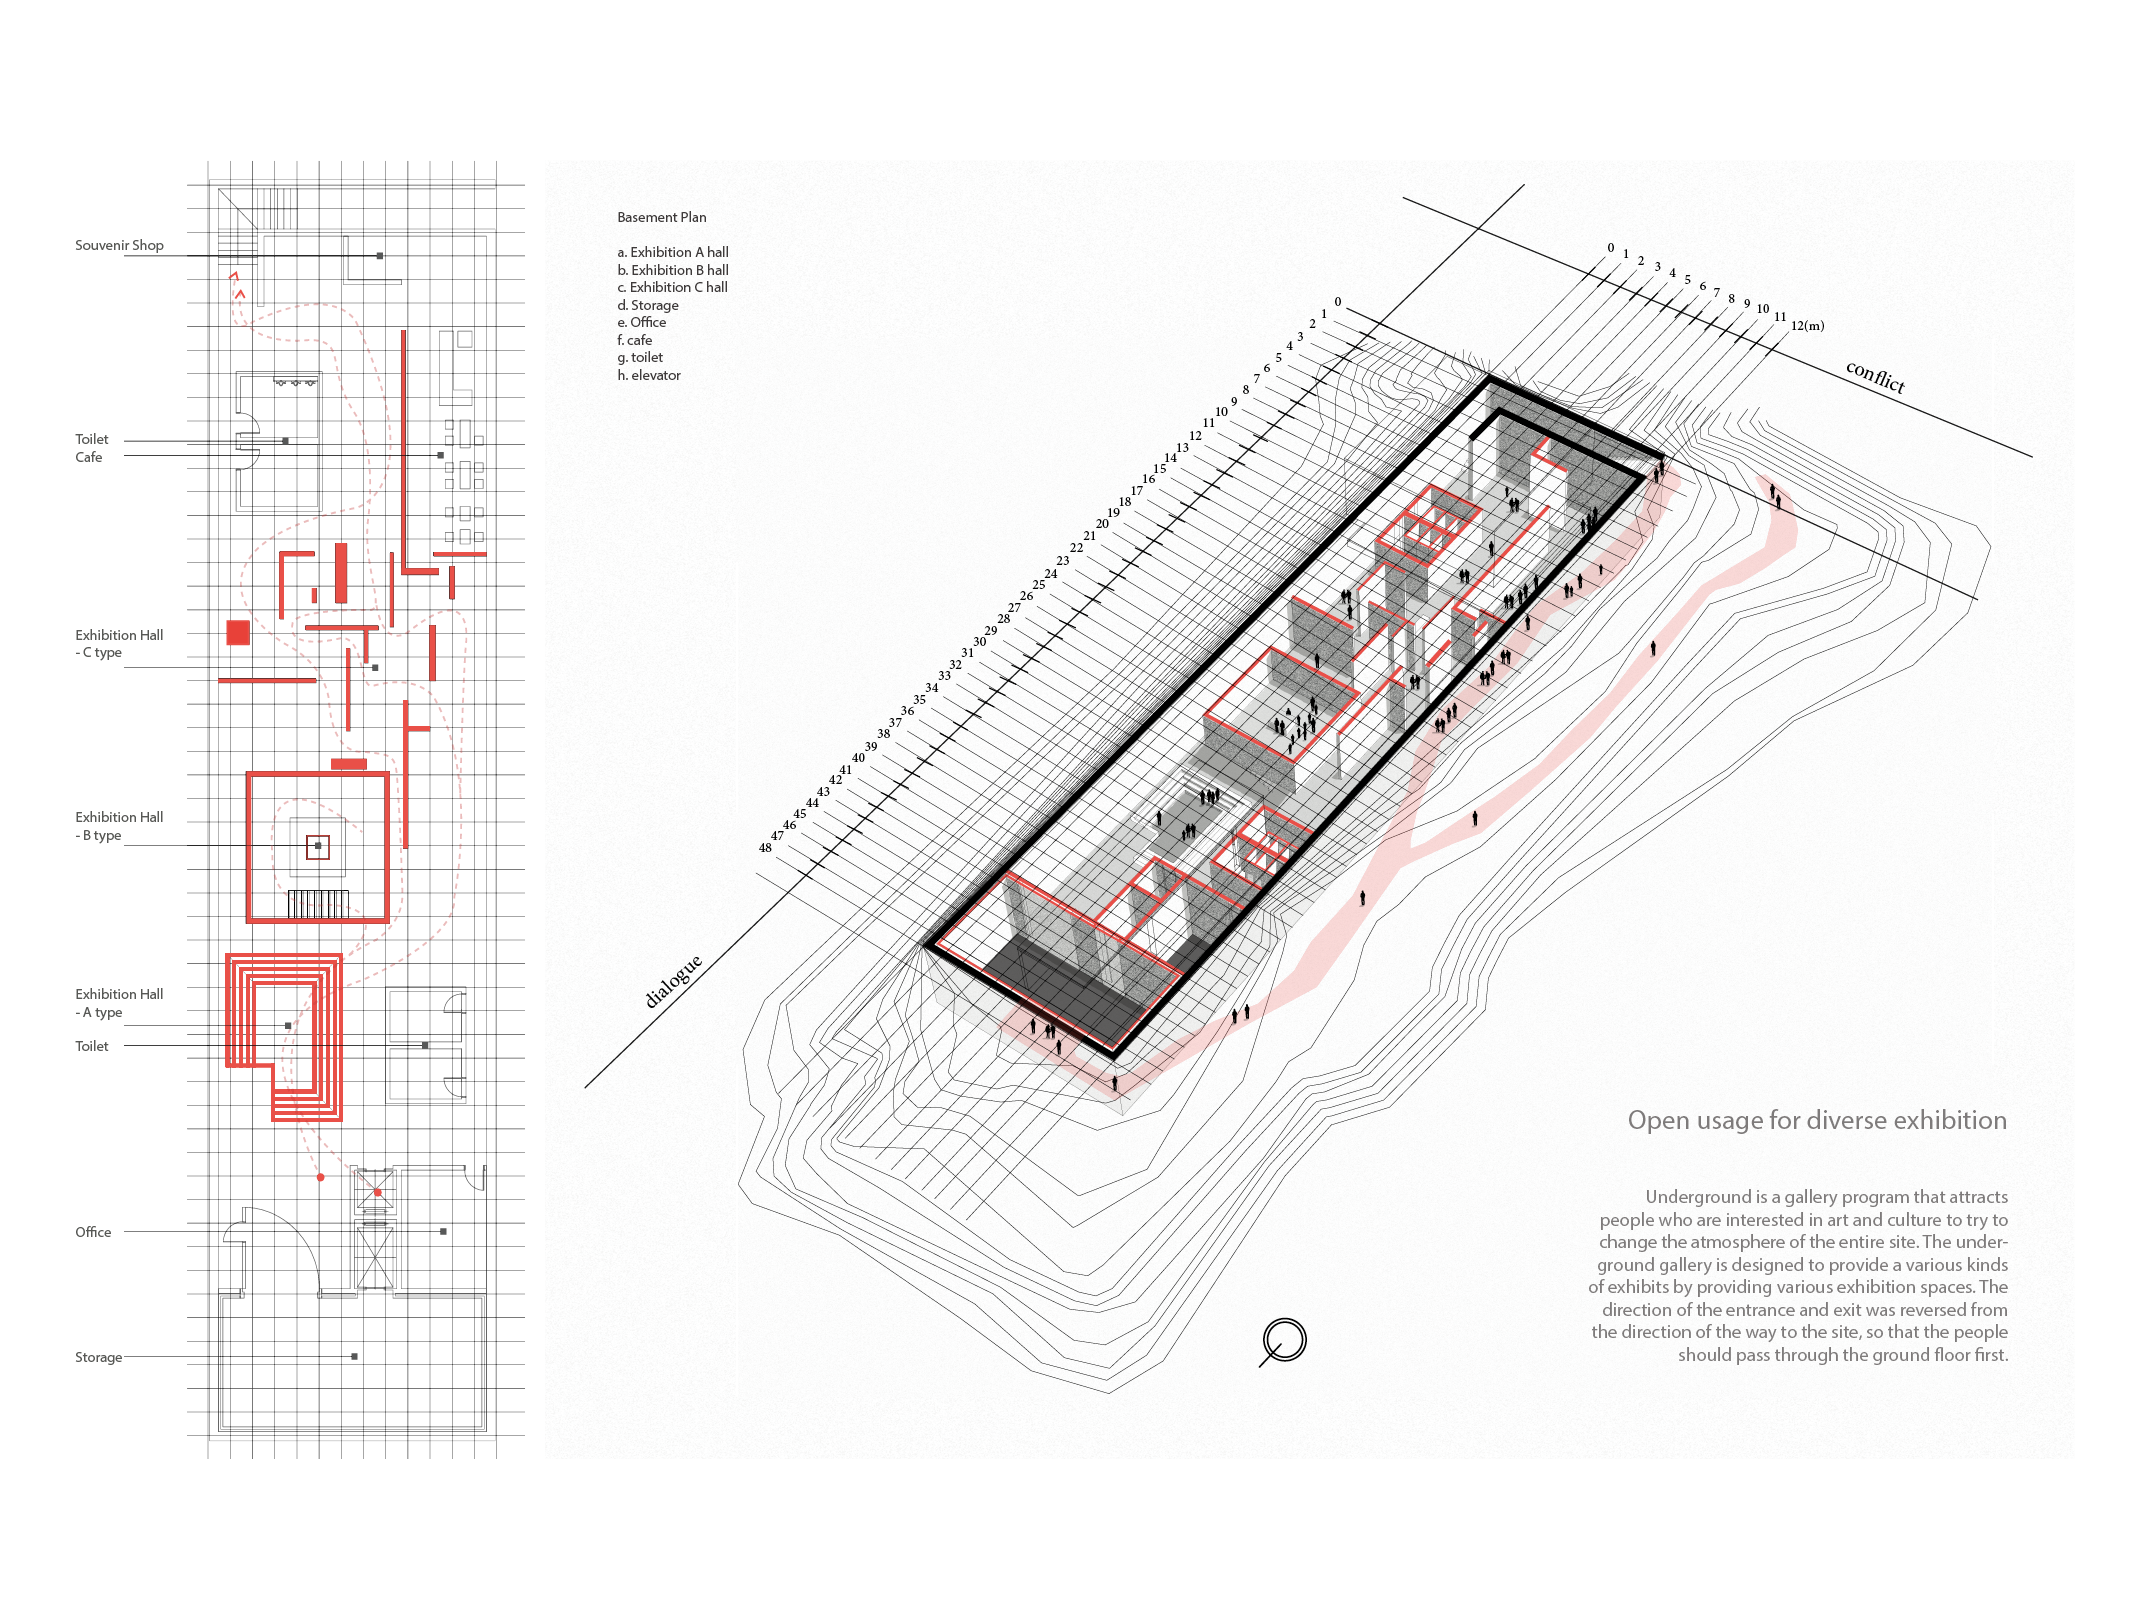 Souvenir Shop
Toilet
Cafe
Exhibition Hall
- C type
Exhibition Hall
- B type
Exhibition Hall
- A type
Toilet
Office
Storage
Basement Plan
a. Exhibition A hall
b. Exhibition B hall
c. Exhibition C hall
d. Storage
e. Office
f. cafe
g. toilet
h. elevator
0
1
2
3
4
5
6
7
8
9
10
11
12
13
14
15
16
17
18
19
20
21
22
23
24
25
26
27
28
29
30
31
32
33
34
35
36
37
38
39
40
41
42
43
44
45
46
47
48
dialogue
0
1
2
3
4
5
6
7
8
9
10
11
12(m)
conflict
Open usage for diverse exhibition
Underground is a gallery program that attracts
people who are interested in art and culture to try to
change the atmosphere of the entire site. The under-
ground gallery is designed to provide a various kinds
of exhibits by providing various exhibition spaces. The
direction of the entrance and exit was reversed from
the direction of the way to the site, so that the people
should pass through the ground floor first.